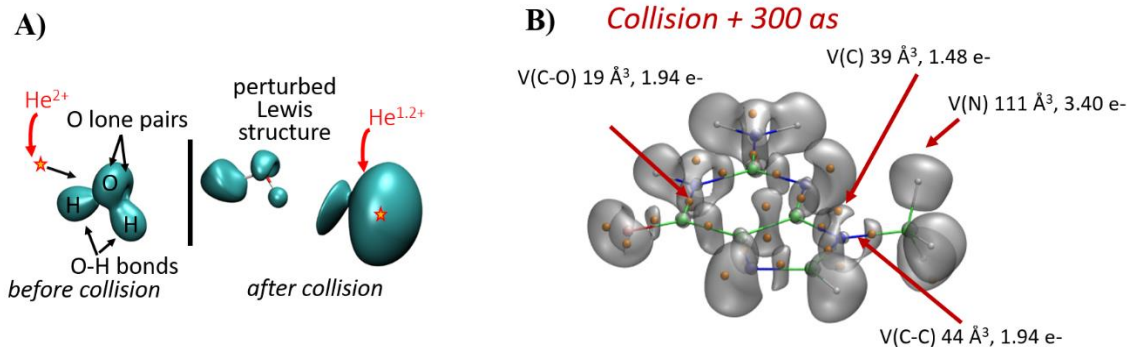 A)
He2+
O lone pairs
O
H
H
O-H bonds
before collision
perturbed
Lewis
structure
He1.2+
after collision
B)
Collision + 300 as
V(C-O) 19 Å3, 1.94 e-
V(C) 39 Å3, 1.48 e-
V(N) 111 Å3, 3.40 e-
V(C-C) 44 Å3, 1.94 e-